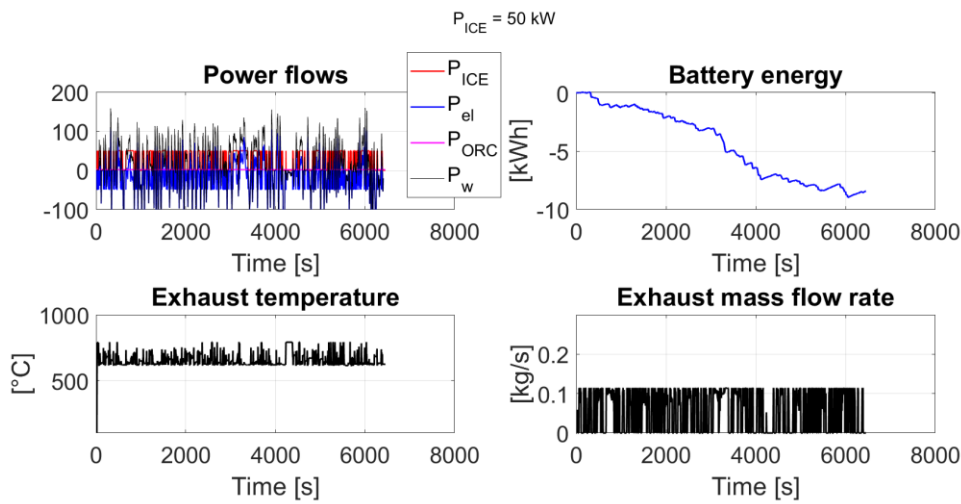 P_ICE = 50 kW
Power flows
200
100
0
-100
0 2000 4000 6000 8000
Time [s]
P_ICE
P_el
P_ORC
P_w
Battery energy
[kWh]
0
-5
-10
0 2000 4000 6000 8000
Time [s]
Exhaust temperature
[°C]
1000
500
0 2000 4000 6000 8000
Time [s]
Exhaust mass flow rate
[kg/s]
0.2
0.1
0
0 2000 4000 6000 8000
Time [s]